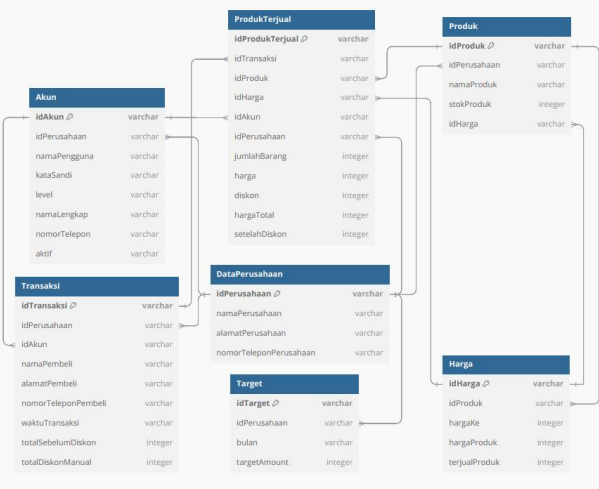 ProdukTerjual
idProdukTerjual varchar
idTransaksi varchar
idProduk varchar
idHarga varchar
idAkun varchar
idPerusahaan varchar
jumlahBarang integer
harga integer
diskon integer
hargaTotal integer
setelahDiskon integer
Produk
idProduk varchar
idPerusahaan varchar
namaProduk varchar
stokProduk integer
idHarga varchar
Akun
idAkun varchar
idPerusahaan varchar
namaPengguna varchar
kataSandi varchar
level varchar
namaLengkap varchar
nomorTelepon varchar
aktif varchar
Transaksi
idTransaksi varchar
idPerusahaan varchar
idAkun varchar
namaPembeli varchar
alamatPembeli varchar
nomorTeleponPembeli varchar
waktuTransaksi varchar
totalSebelumDiskon integer
totalDiskonManual integer
DataPerusahaan
idPerusahaan varchar
namaPerusahaan varchar
alamatPerusahaan varchar
nomorTeleponPerusahaan varchar
Target
idTarget varchar
idPerusahaan varchar
bulan varchar
targetAmount integer
Harga
idHarga varchar
idProduk varchar
hargaKe integer
hargaProduk integer
terjualProduk integer